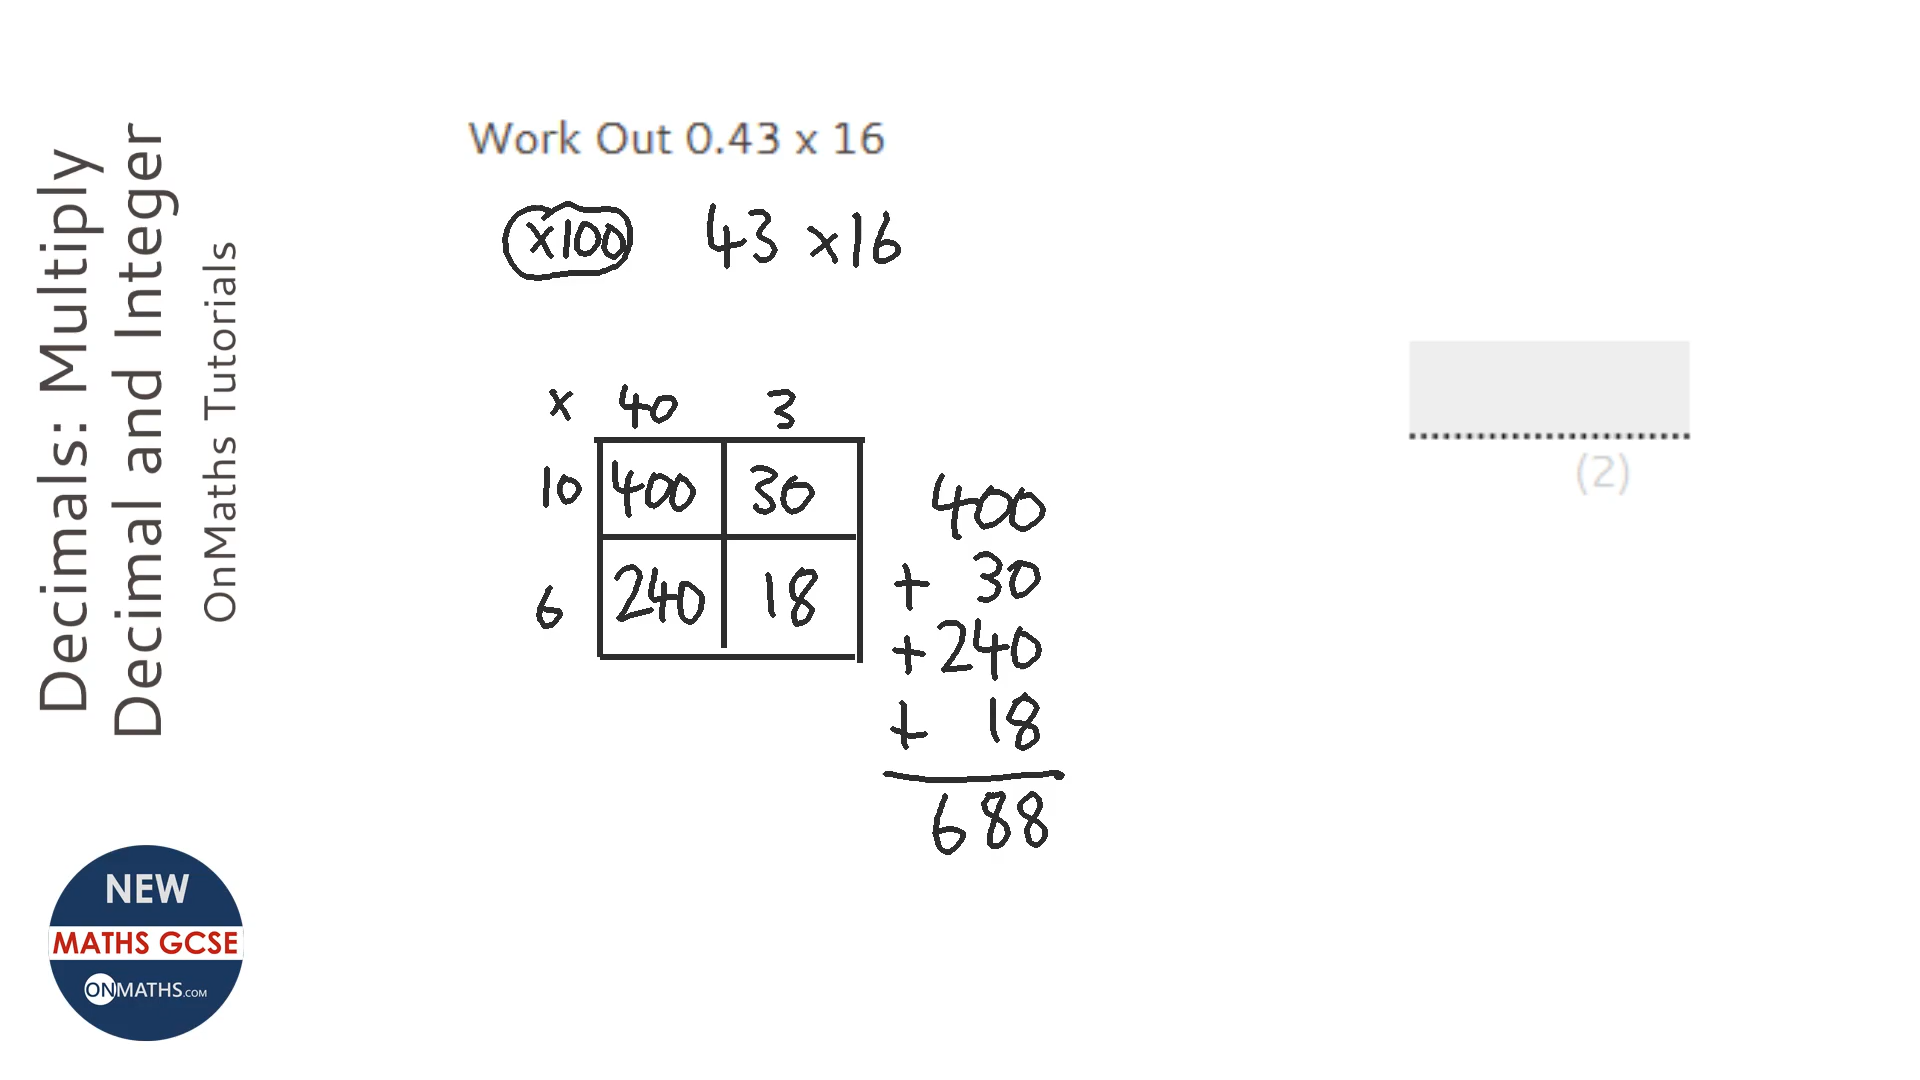 Decimals: Multiply
Decimal and Integer
OnMaths Tutorials
Work Out 0.43 x 16
x100 43 x16
x 40 3
10 400 30
6 240 18
400
+ 30
+240
+ 18
688
(2)
NEW
MATHS GCSE
ONMATHS.COM